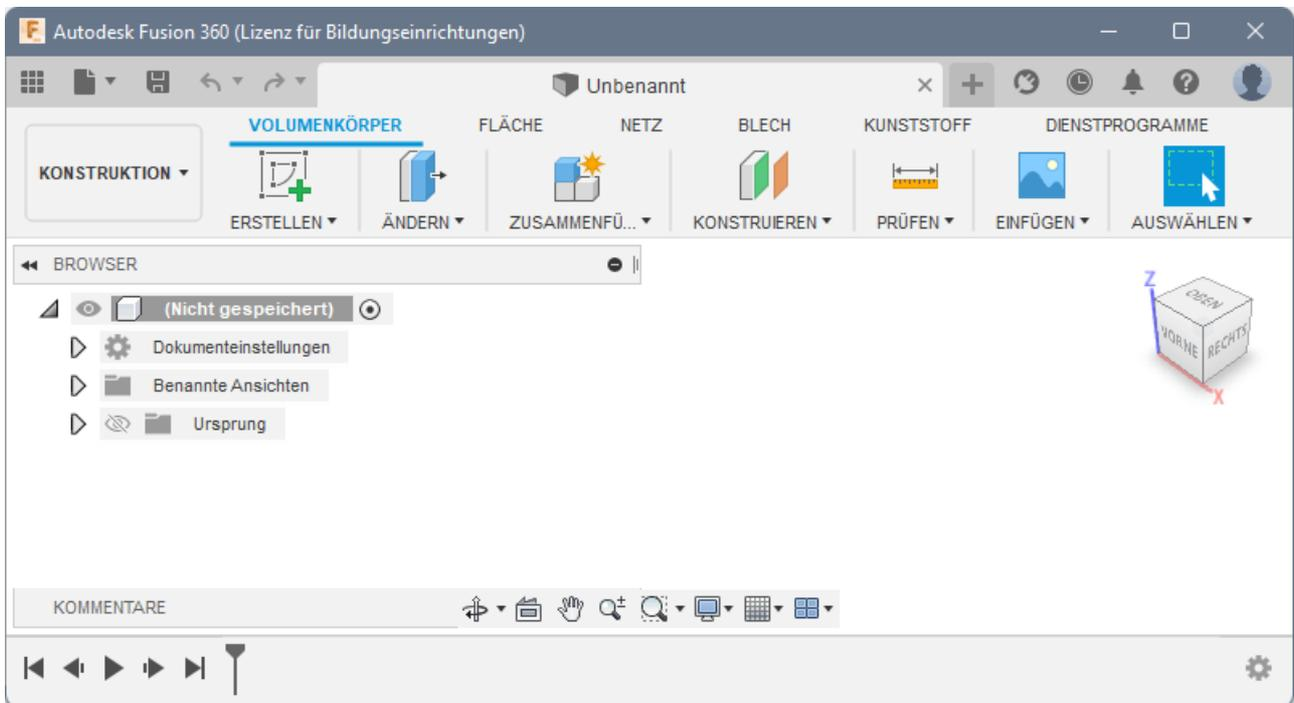 Autodesk Fusion 360 (Lizenz für Bildungseinrichtungen)
Unbenannt
VOLUMENKÖRPER FLÄCHE NETZ BLECH KUNSTSTOFF DIENSTPROGRAMME
KONSTRUKTION
ERSTELLEN ÄNDERN ZUSAMMENFÜ... KONSTRUIEREN PRÜFEN EINFÜGEN AUSWÄHLEN
BROWSER
(Nicht gespeichert)
Dokumenteinstellungen
Benannte Ansichten
Ursprung
Z
OBEN
VORNE RECHTS
X
KOMMENTARE